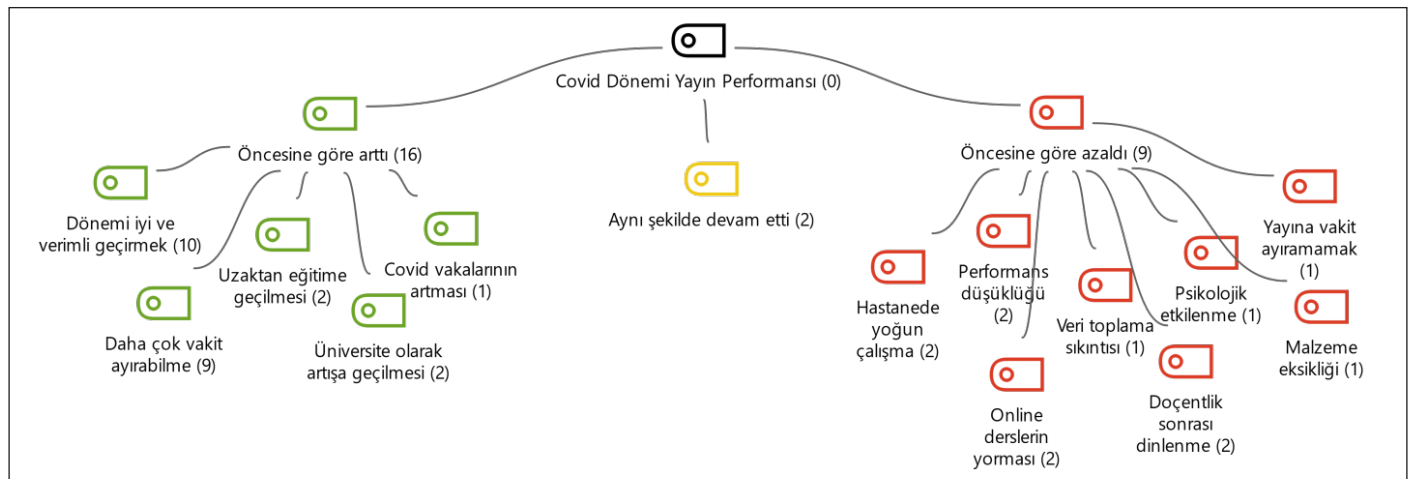 Covid Dönemi Yayın Performansı (0)
Öncesine göre arttı (16)
Dönemi iyi ve
verimli geçirmek (10)
Daha çok vakit
ayırabilme (9)
Uzaktan eğitime
geçilmesi (2)
Üniversite olarak
artışa geçilmesi (2)
Covid vakalarının
artması (1)
Aynı şekilde devam etti (2)
Öncesine göre azaldı (9)
Hastanede
yoğun
çalışma (2)
Performans
düşüklüğü
(2)
Online
derslerin
yorması (2)
Veri toplama
sıkıntısı (1)
Doçentlik
sonrası
dinlenme (2)
Psikolojik
etkilenme (1)
Malzeme
eksikliği (1)
Yayına vakit
ayıramamak
(1)